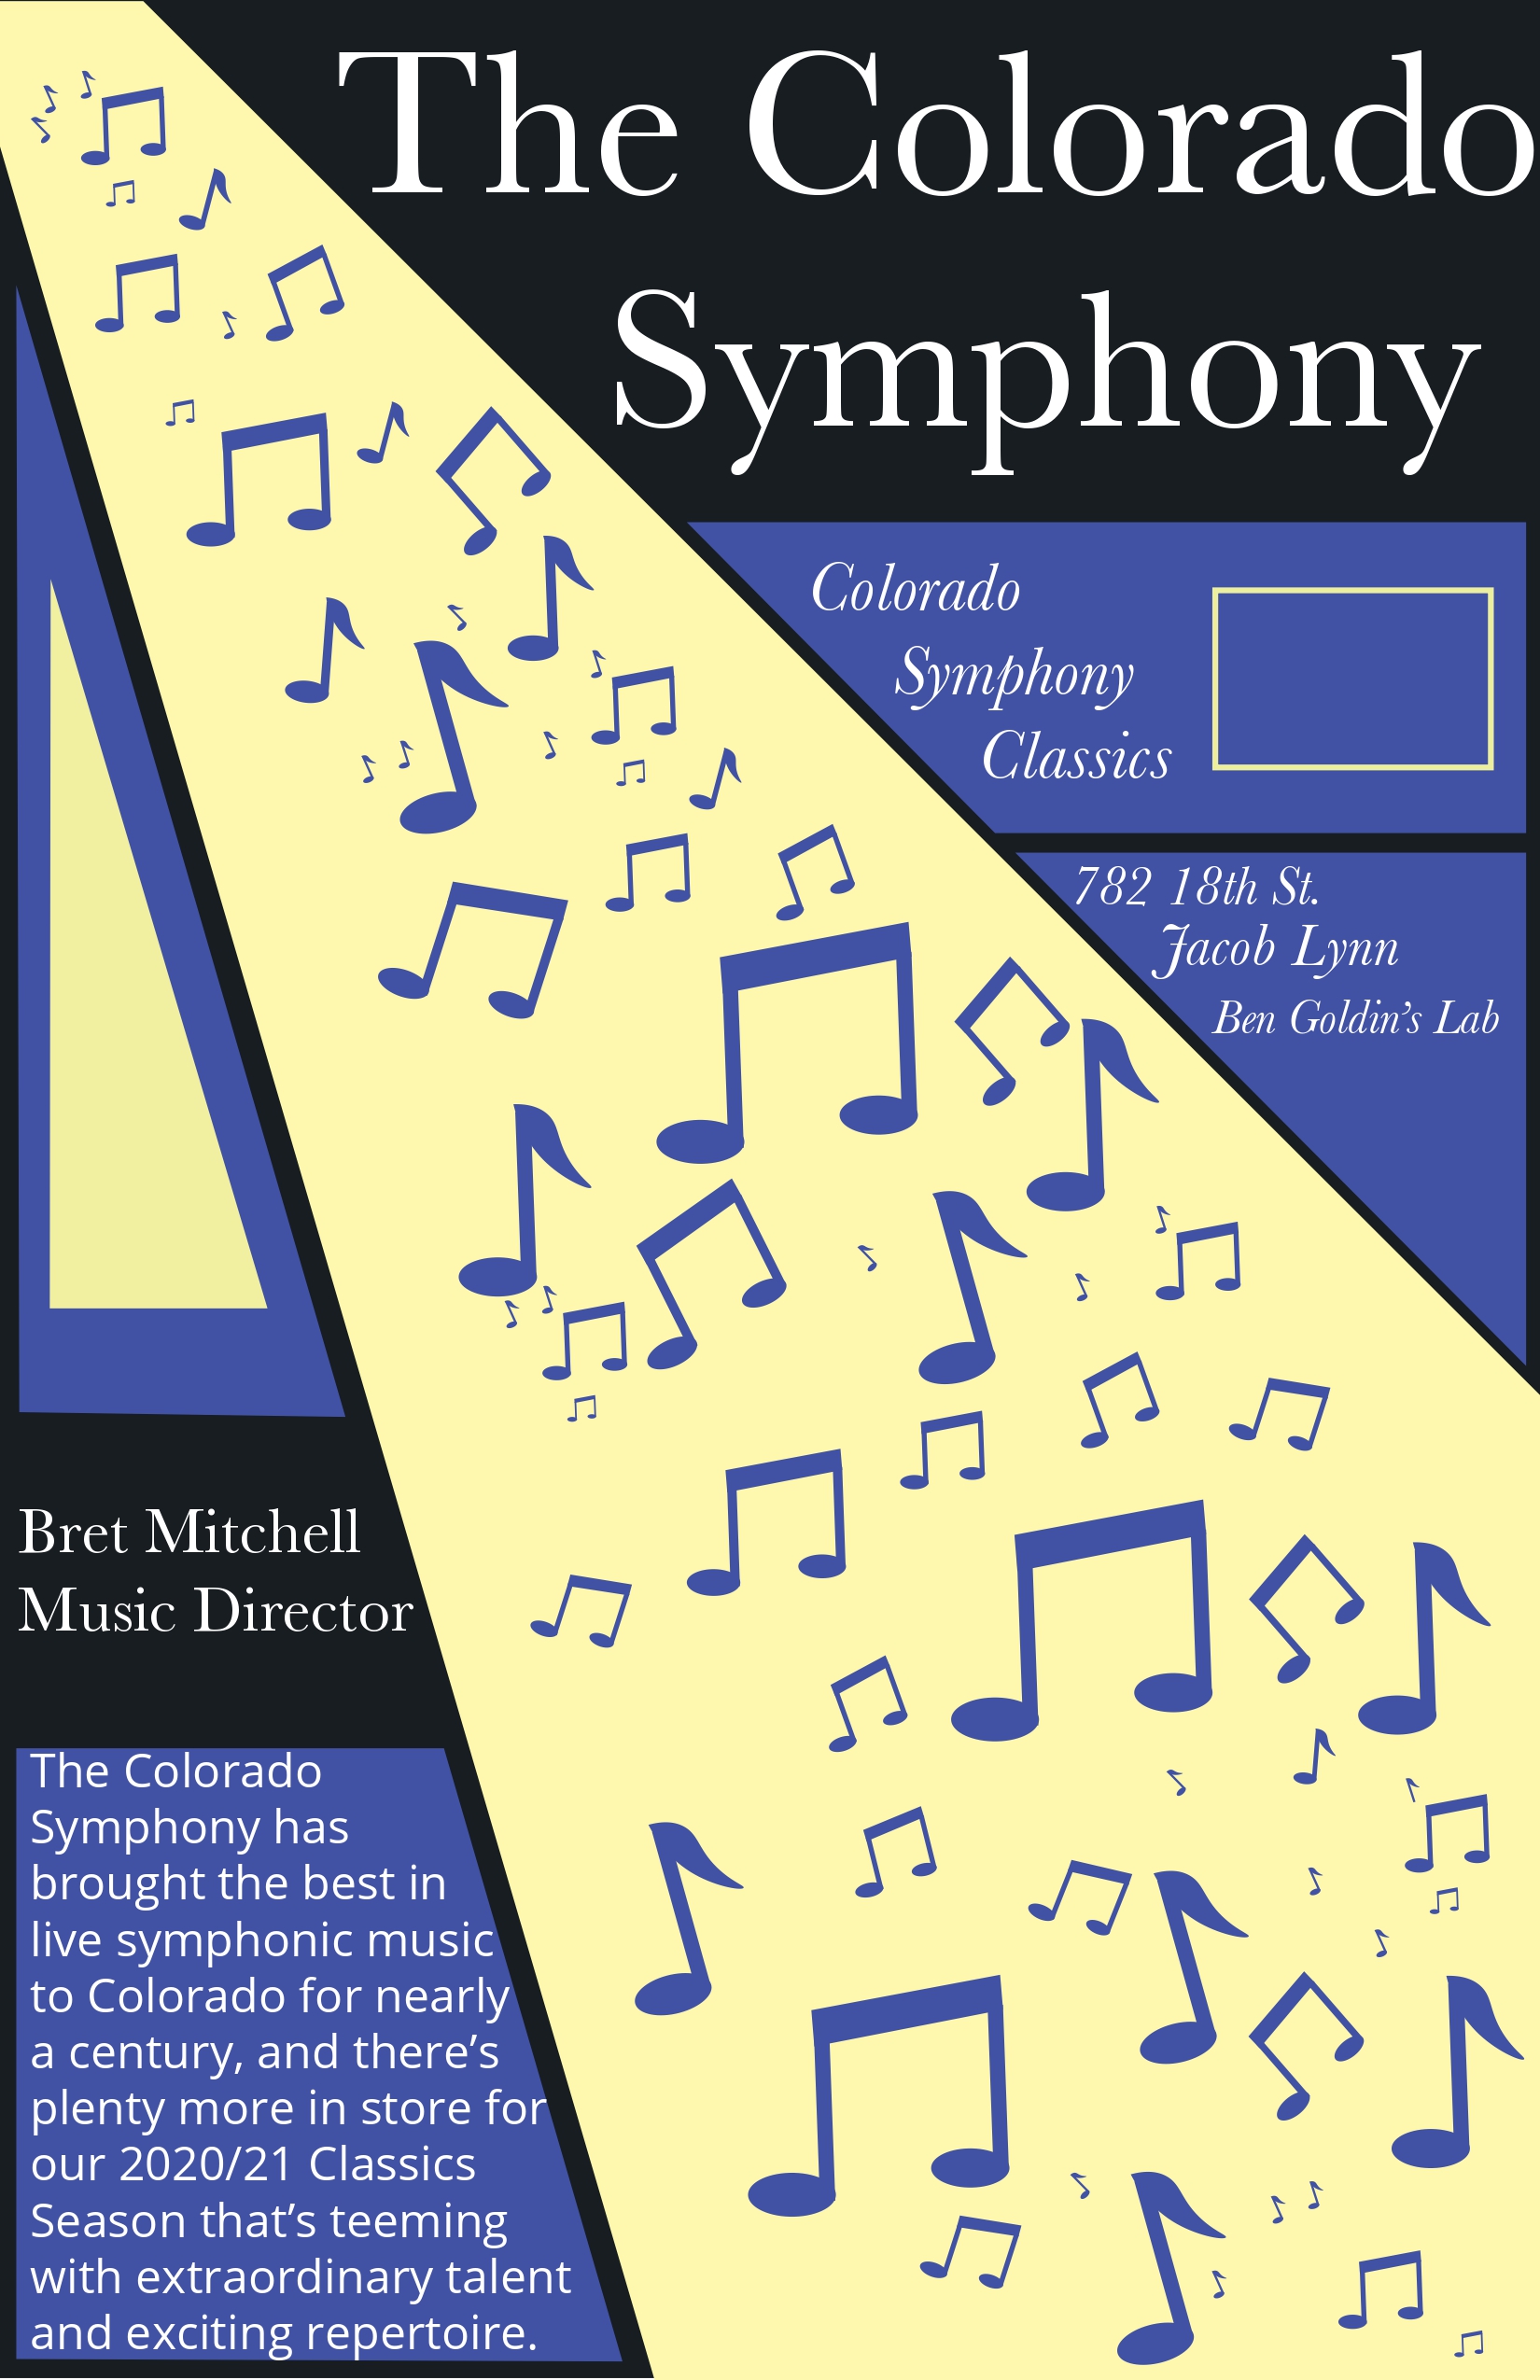 The Colorado
Symphony
Colorado
Symphony
Classics
782 18th St.
Jacob Lynn
Ben Goldin’s Lab
Bret Mitchell
Music Director
The Colorado
Symphony has
brought the best in
live symphonic music
to Colorado for nearly
a century, and there’s
plenty more in store for
our 2020/21 Classics
Season that’s teeming
with extraordinary talent
and exciting repertoire.